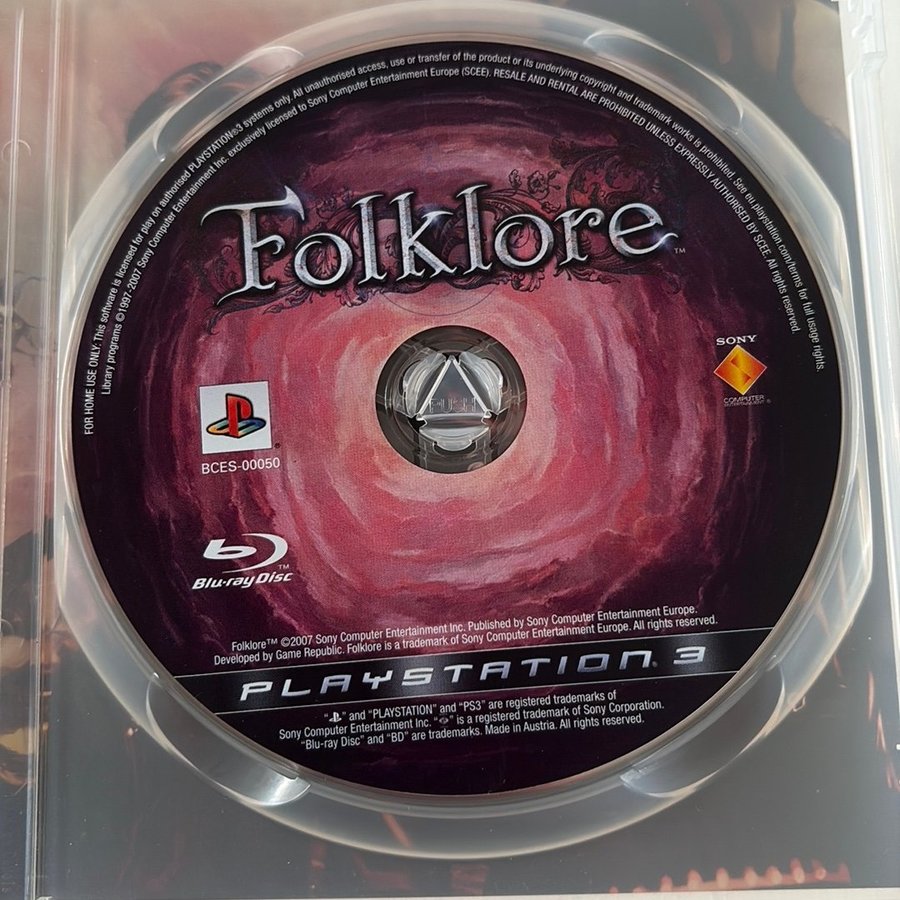 FOR HOME USE ONLY. This software is licensed for play on authorised PLAYSTATION®3 systems only. All unauthorised access, use or transfer of the product or its underlying copyright and trademark works is prohibited. See eu.playstation.com/terms for full usage rights.
Library programs ©1997-2007 Sony Computer Entertainment Inc. exclusively licensed to Sony Computer Entertainment Europe (SCEE). RESALE AND RENTAL ARE PROHIBITED UNLESS EXPRESSLY AUTHORISED BY SCEE. All rights reserved.
Folklore™
SONY
COMPUTER
ENTERTAINMENT ®
PUSH
®
BCES-00050
Blu-ray Disc™
Folklore™ ©2007 Sony Computer Entertainment Inc. Published by Sony Computer Entertainment Europe.
Developed by Game Republic. Folklore is a trademark of Sony Computer Entertainment Europe. All rights reserved.
PLAYSTATION®3
" " and "PLAYSTATION" and "PS3" are registered trademarks of
Sony Computer Entertainment Inc. " " is a registered trademark of Sony Corporation.
"Blu-ray Disc" and "BD" are trademarks. Made in Austria. All rights reserved.